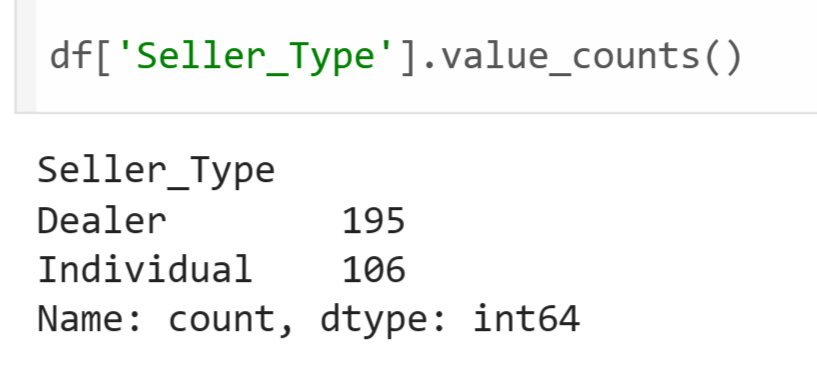 df['Seller_Type'].value_counts()
Seller_Type
Dealer        195
Individual    106
Name: count, dtype: int64